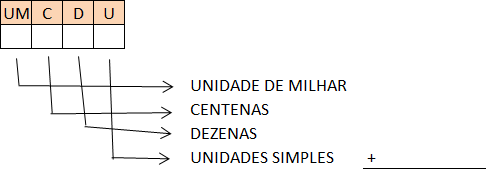 UM C D U
UNIDADE DE MILHAR
CENTENAS
DEZENAS
UNIDADES SIMPLES +